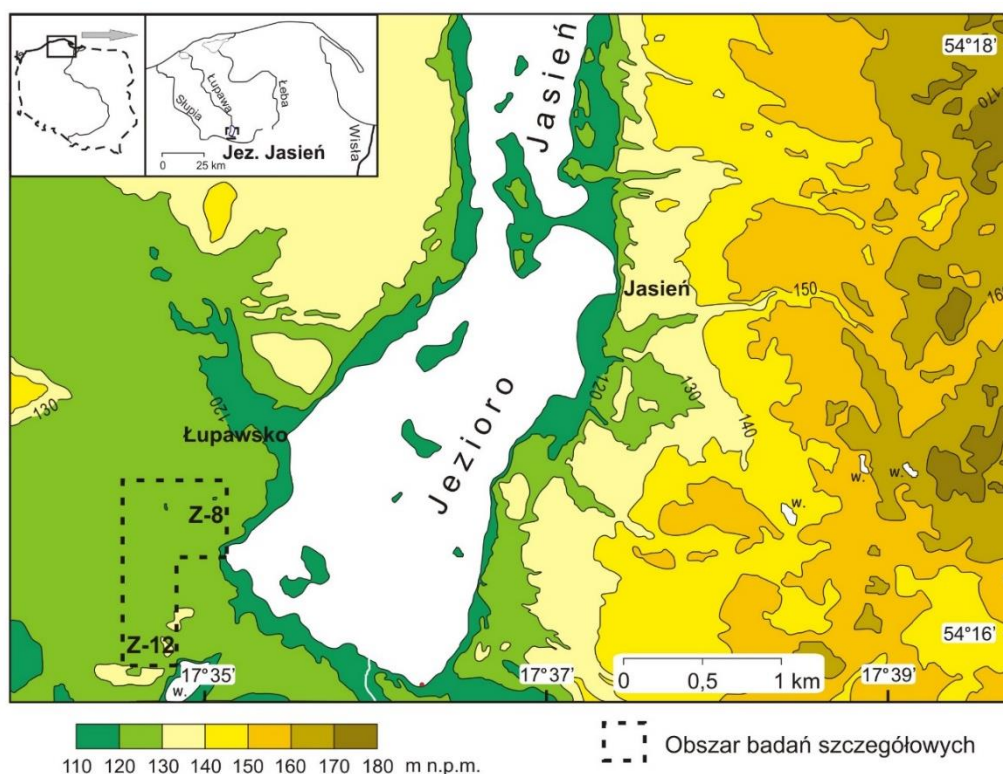 Słupia
Łupawa
Łeba
Wisła
0 25 km
Jez. Jasień
Jasień
54°18'
170
160
150
Jasień
130
120
Łupawsko
120
130
140
Jezioro
w.
w.
w.
Z-8
Z-12
54°16'
17°35'
17°37'
17°39'
w.
0 0,5 1 km
110 120 130 140 150 160 170 180 m n.p.m.
Obszar badań szczegółowych